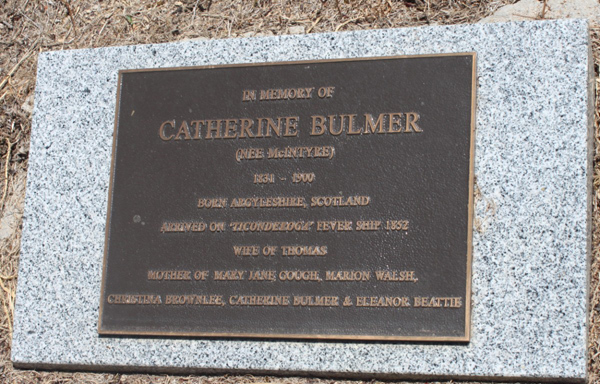 IN MEMORY OF
CATHERINE BULMER
(NEE McINTYRE)
1831 - 1900
BORN ARGYLESHIRE, SCOTLAND
ARRIVED ON "TICONDEROGA" FEVER SHIP 1852
WIFE OF THOMAS
MOTHER OF MARY JANE GOUGH, MARION WALSH,
CHRISTINA BROWNLEE, CATHERINE BULMER & ELEANOR BEATTIE